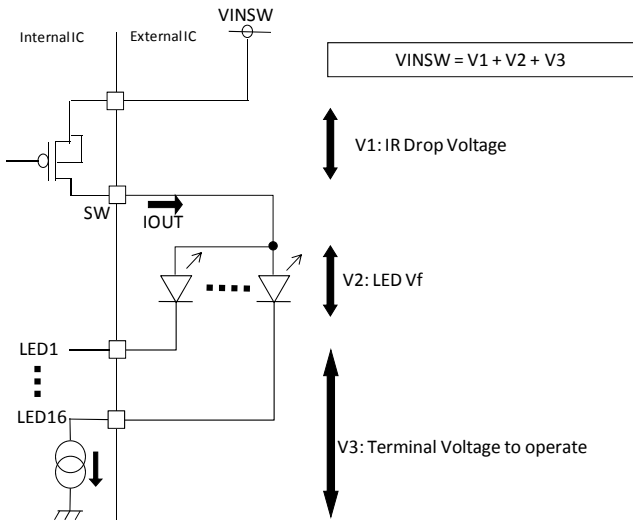 VINSW
Internal IC
External IC
VINSW = V1 + V2 + V3
V1: IR Drop Voltage
SW
IOUT
V2: LED Vf
LED1
LED16
V3: Terminal Voltage to operate